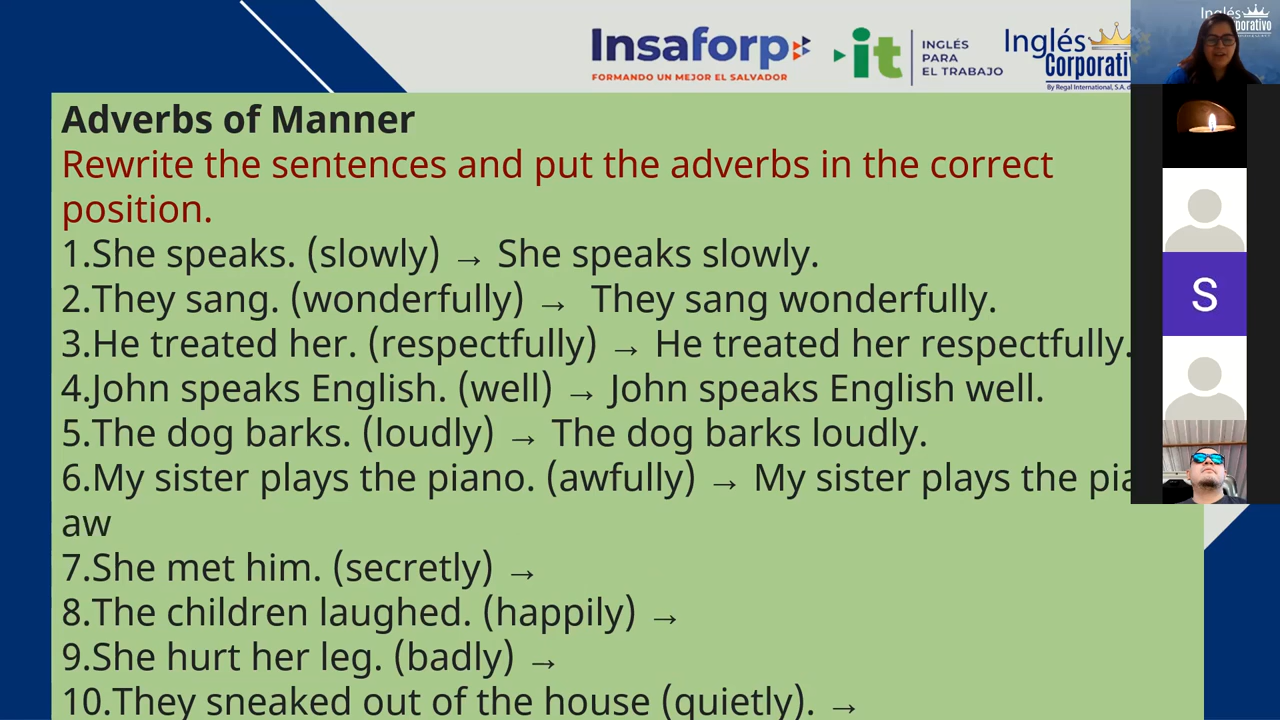 Insaforp
FORMANDO UN MEJOR EL SALVADOR
it
INGLÉS
PARA
EL TRABAJO
Inglés
Corporativ
By Regal International, S.A. d
Adverbs of Manner
Rewrite the sentences and put the adverbs in the correct
position.
1.She speaks. (slowly) → She speaks slowly.
2.They sang. (wonderfully) → They sang wonderfully.
3.He treated her. (respectfully) → He treated her respectfully.
4.John speaks English. (well) → John speaks English well.
5.The dog barks. (loudly) → The dog barks loudly.
6.My sister plays the piano. (awfully) → My sister plays the pia
aw
7.She met him. (secretly) →
8.The children laughed. (happily) →
9.She hurt her leg. (badly) →
10.They sneaked out of the house (quietly). →
S